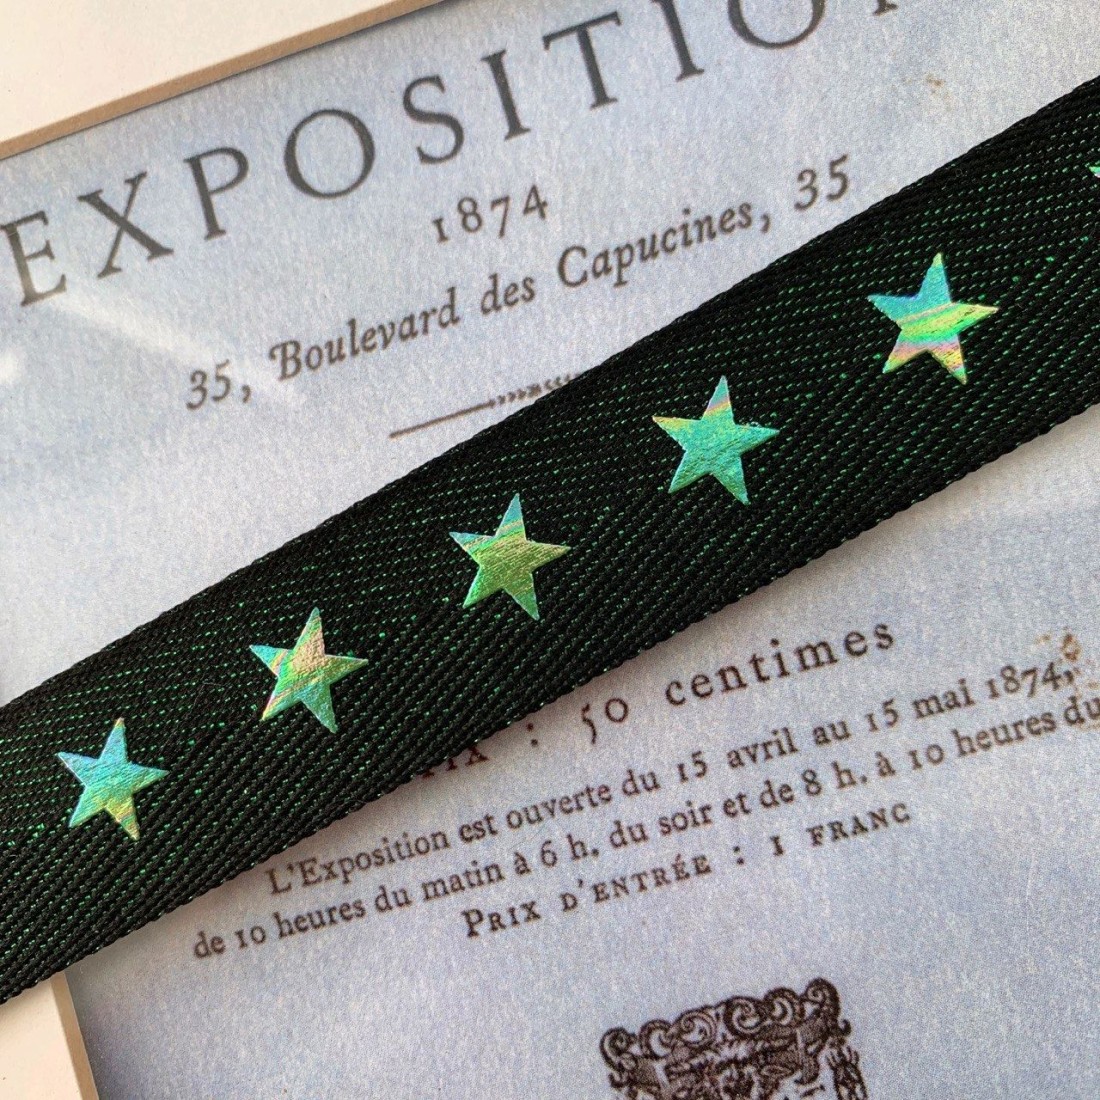 EXPOSITIO
1874
35, Boulevard des Capucines, 35
: 50 centimes
L'Exposition est ouverte du 15 avril au 15 mai 1874,
de 10 heures du matin à 6 h. du soir et de 8 h. à 10 heures du
PRIX D'ENTRÉE : 1 FRANC